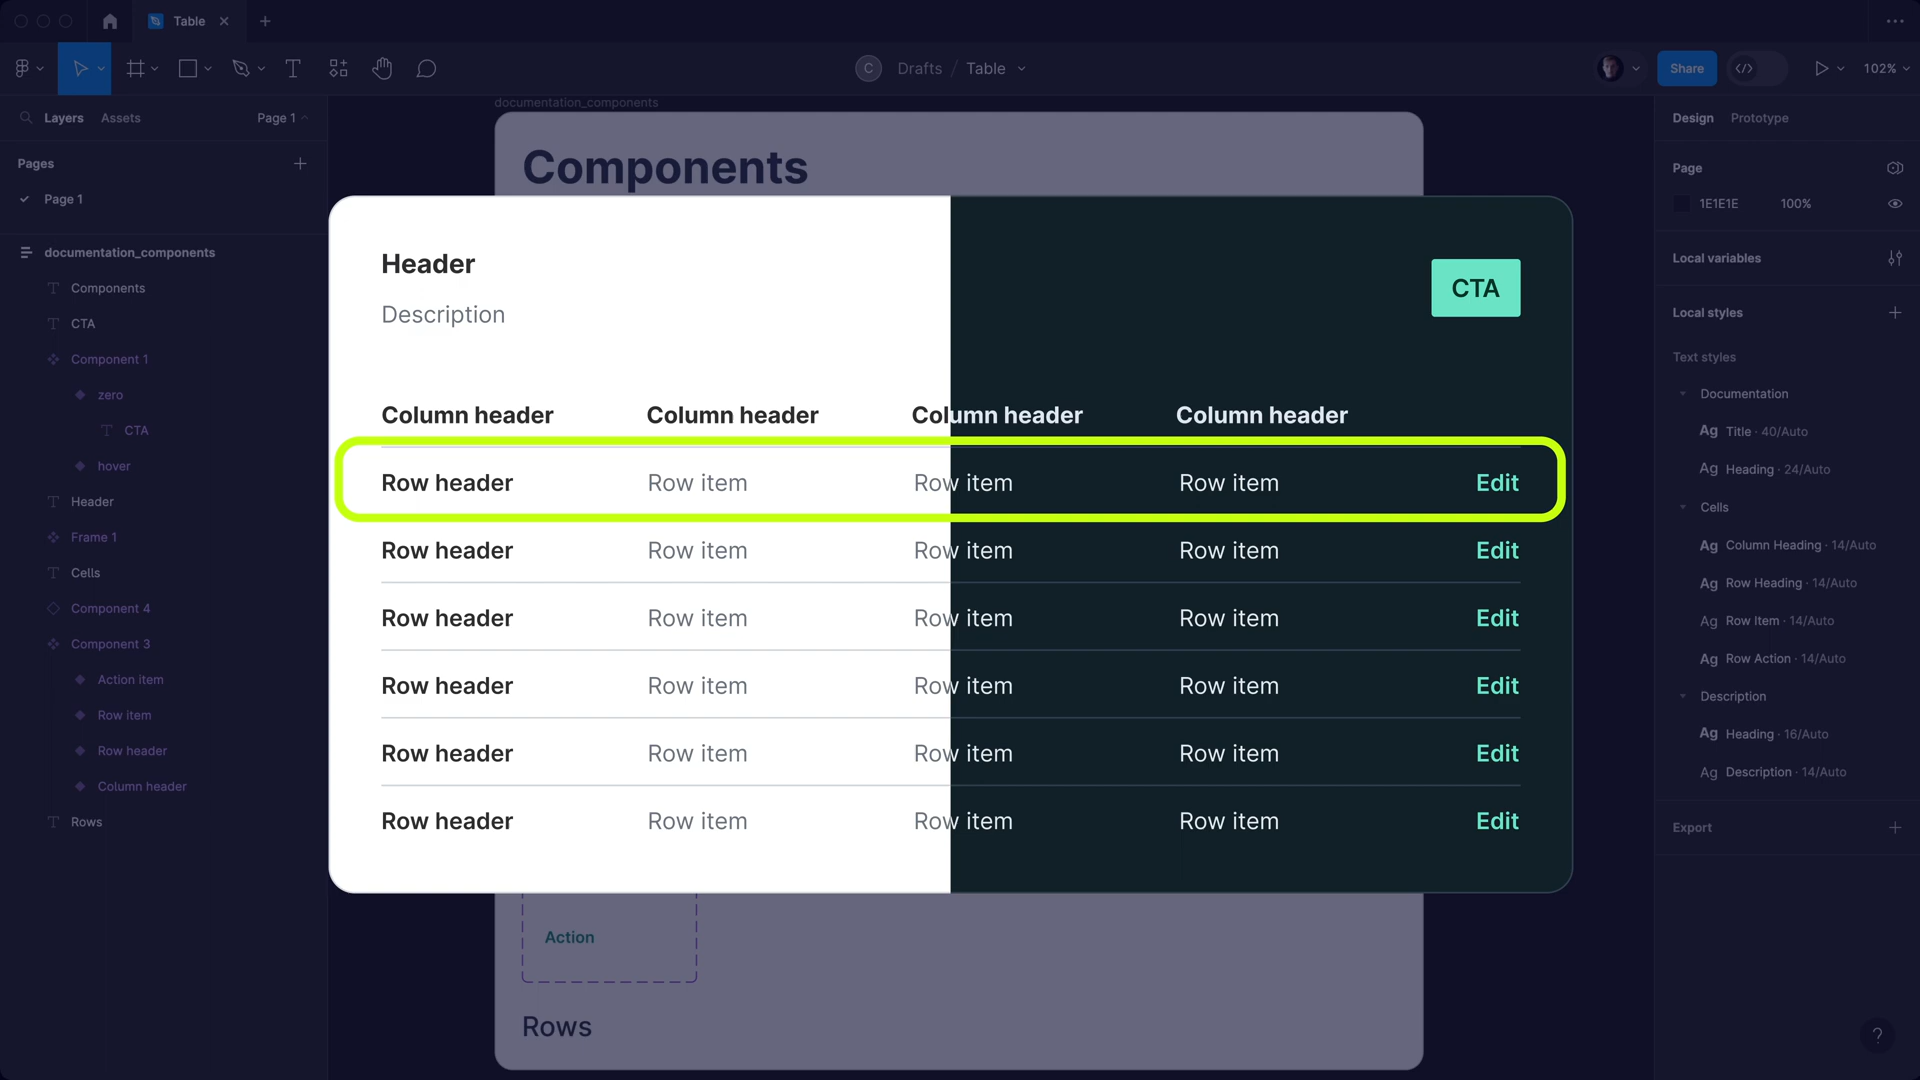 Table
C Drafts / Table
Share
102%
Layers Assets Page 1
Pages
Page 1
documentation_components
Components
CTA
Component 1
zero
CTA
hover
Header
Frame 1
Cells
Component 4
Component 3
Action item
Row item
Row header
Column header
Rows
documentation_components
Components
Header
Description
CTA
Column header Column header Column header Column header
Row header Row item Row item Row item Edit
Row header Row item Row item Row item Edit
Row header Row item Row item Row item Edit
Row header Row item Row item Row item Edit
Row header Row item Row item Row item Edit
Row header Row item Row item Row item Edit
Action
Rows
Design Prototype
Page
1E1E1E 100%
Local variables
Local styles
Text styles
Documentation
Ag Title · 40/Auto
Ag Heading · 24/Auto
Cells
Ag Column Heading · 14/Auto
Ag Row Heading · 14/Auto
Ag Row Item · 14/Auto
Ag Row Action · 14/Auto
Description
Ag Heading · 16/Auto
Ag Description · 14/Auto
Export
?